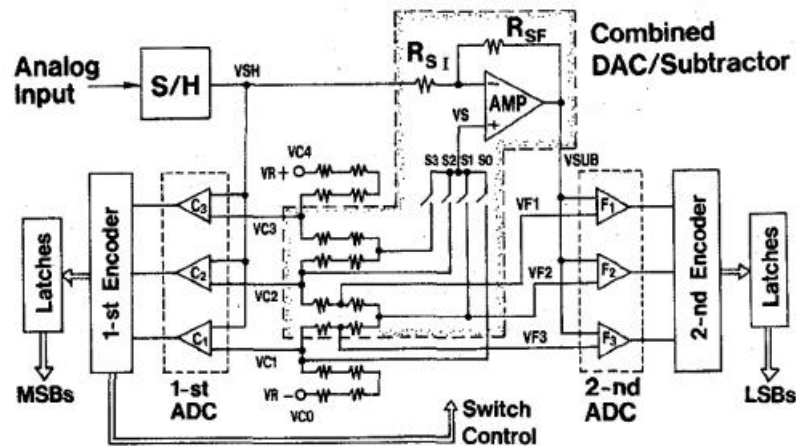 Analog
Input
S/H
VSH
R_SI
R_SF
Combined
DAC/Subtractor
AMP
−
+
VS
VC4
VR+
S3 S2 S1 S0
VSUB
C3
VC3
VF1
F1
Latches
1-st Encoder
C2
VC2
VF2
F2
2-nd Encoder
Latches
C1
VC1
VF3
F3
MSBs
1-st
ADC
VR−
VC0
Switch
Control
2-nd
ADC
LSBs